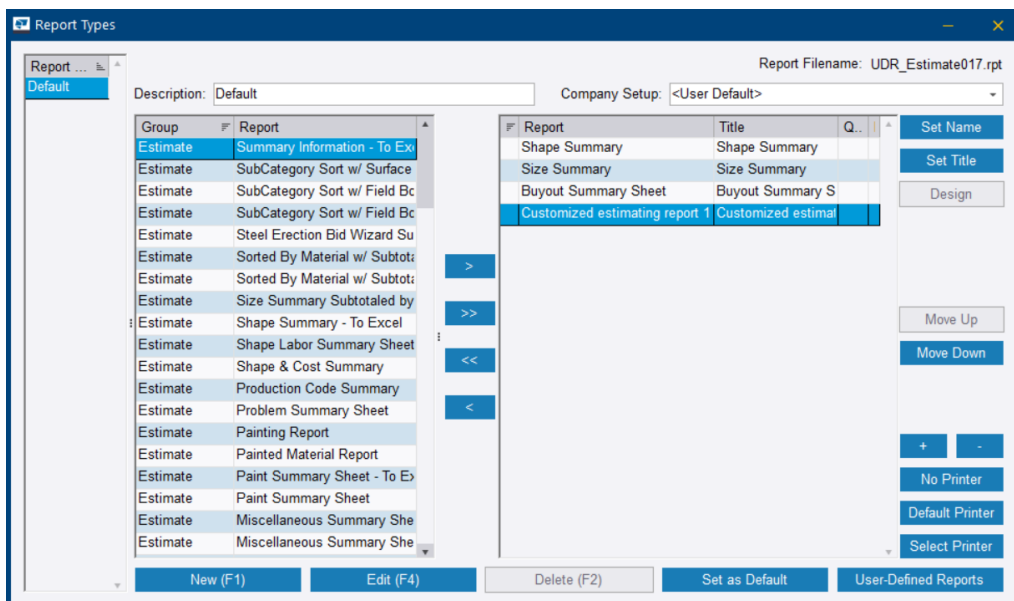 Report Types
Report ...
Default
Report Filename: UDR_Estimate017.rpt
Description: Default
Company Setup: <User Default>
Group Report
Estimate Summary Information - To Ex
Estimate SubCategory Sort w/ Surface
Estimate SubCategory Sort w/ Field Bc
Estimate SubCategory Sort w/ Field Bc
Estimate Steel Erection Bid Wizard Su
Estimate Sorted By Material w/ Subtota
Estimate Sorted By Material w/ Subtota
Estimate Size Summary Subtotaled by
Estimate Shape Summary - To Excel
Estimate Shape Labor Summary Sheet
Estimate Shape & Cost Summary
Estimate Production Code Summary
Estimate Problem Summary Sheet
Estimate Painting Report
Estimate Painted Material Report
Estimate Paint Summary Sheet - To Ex
Estimate Paint Summary Sheet
Estimate Miscellaneous Summary She
Estimate Miscellaneous Summary She
>
>>
<<
<
Report Title Q..
Shape Summary Shape Summary
Size Summary Size Summary
Buyout Summary Sheet Buyout Summary S
Customized estimating report 1 Customized estimat
Set Name
Set Title
Design
Move Up
Move Down
+ -
No Printer
Default Printer
Select Printer
New (F1) Edit (F4) Delete (F2) Set as Default User-Defined Reports